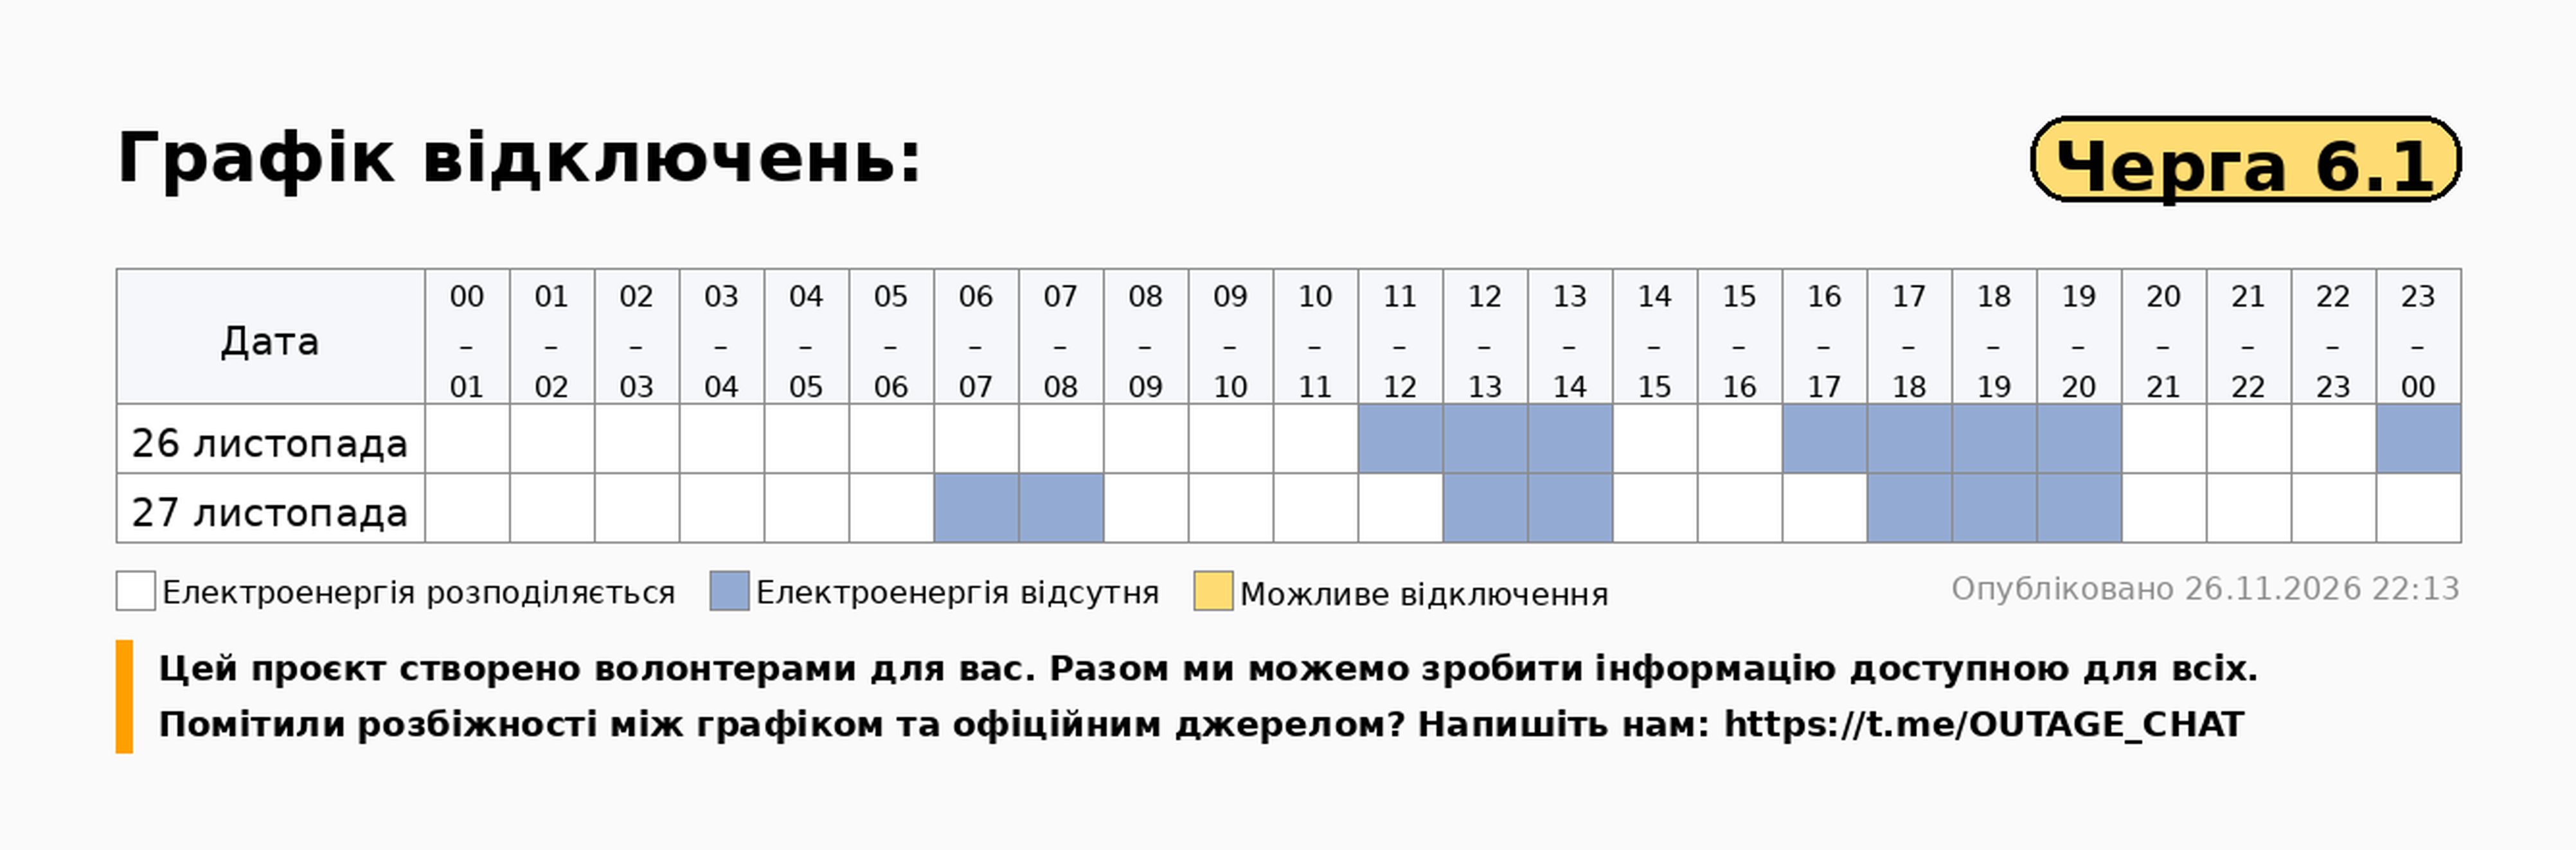 Графік відключень:
Черга 6.1
Дата
00 – 01
01 – 02
02 – 03
03 – 04
04 – 05
05 – 06
06 – 07
07 – 08
08 – 09
09 – 10
10 – 11
11 – 12
12 – 13
13 – 14
14 – 15
15 – 16
16 – 17
17 – 18
18 – 19
19 – 20
20 – 21
21 – 22
22 – 23
23 – 00
26 листопада
27 листопада
Електроенергія розподіляється
Електроенергія відсутня
Можливе відключення
Опубліковано 26.11.2026 22:13
Цей проєкт створено волонтерами для вас. Разом ми можемо зробити інформацію доступною для всіх.
Помітили розбіжності між графіком та офіційним джерелом? Напишіть нам: https://t.me/OUTAGE_CHAT